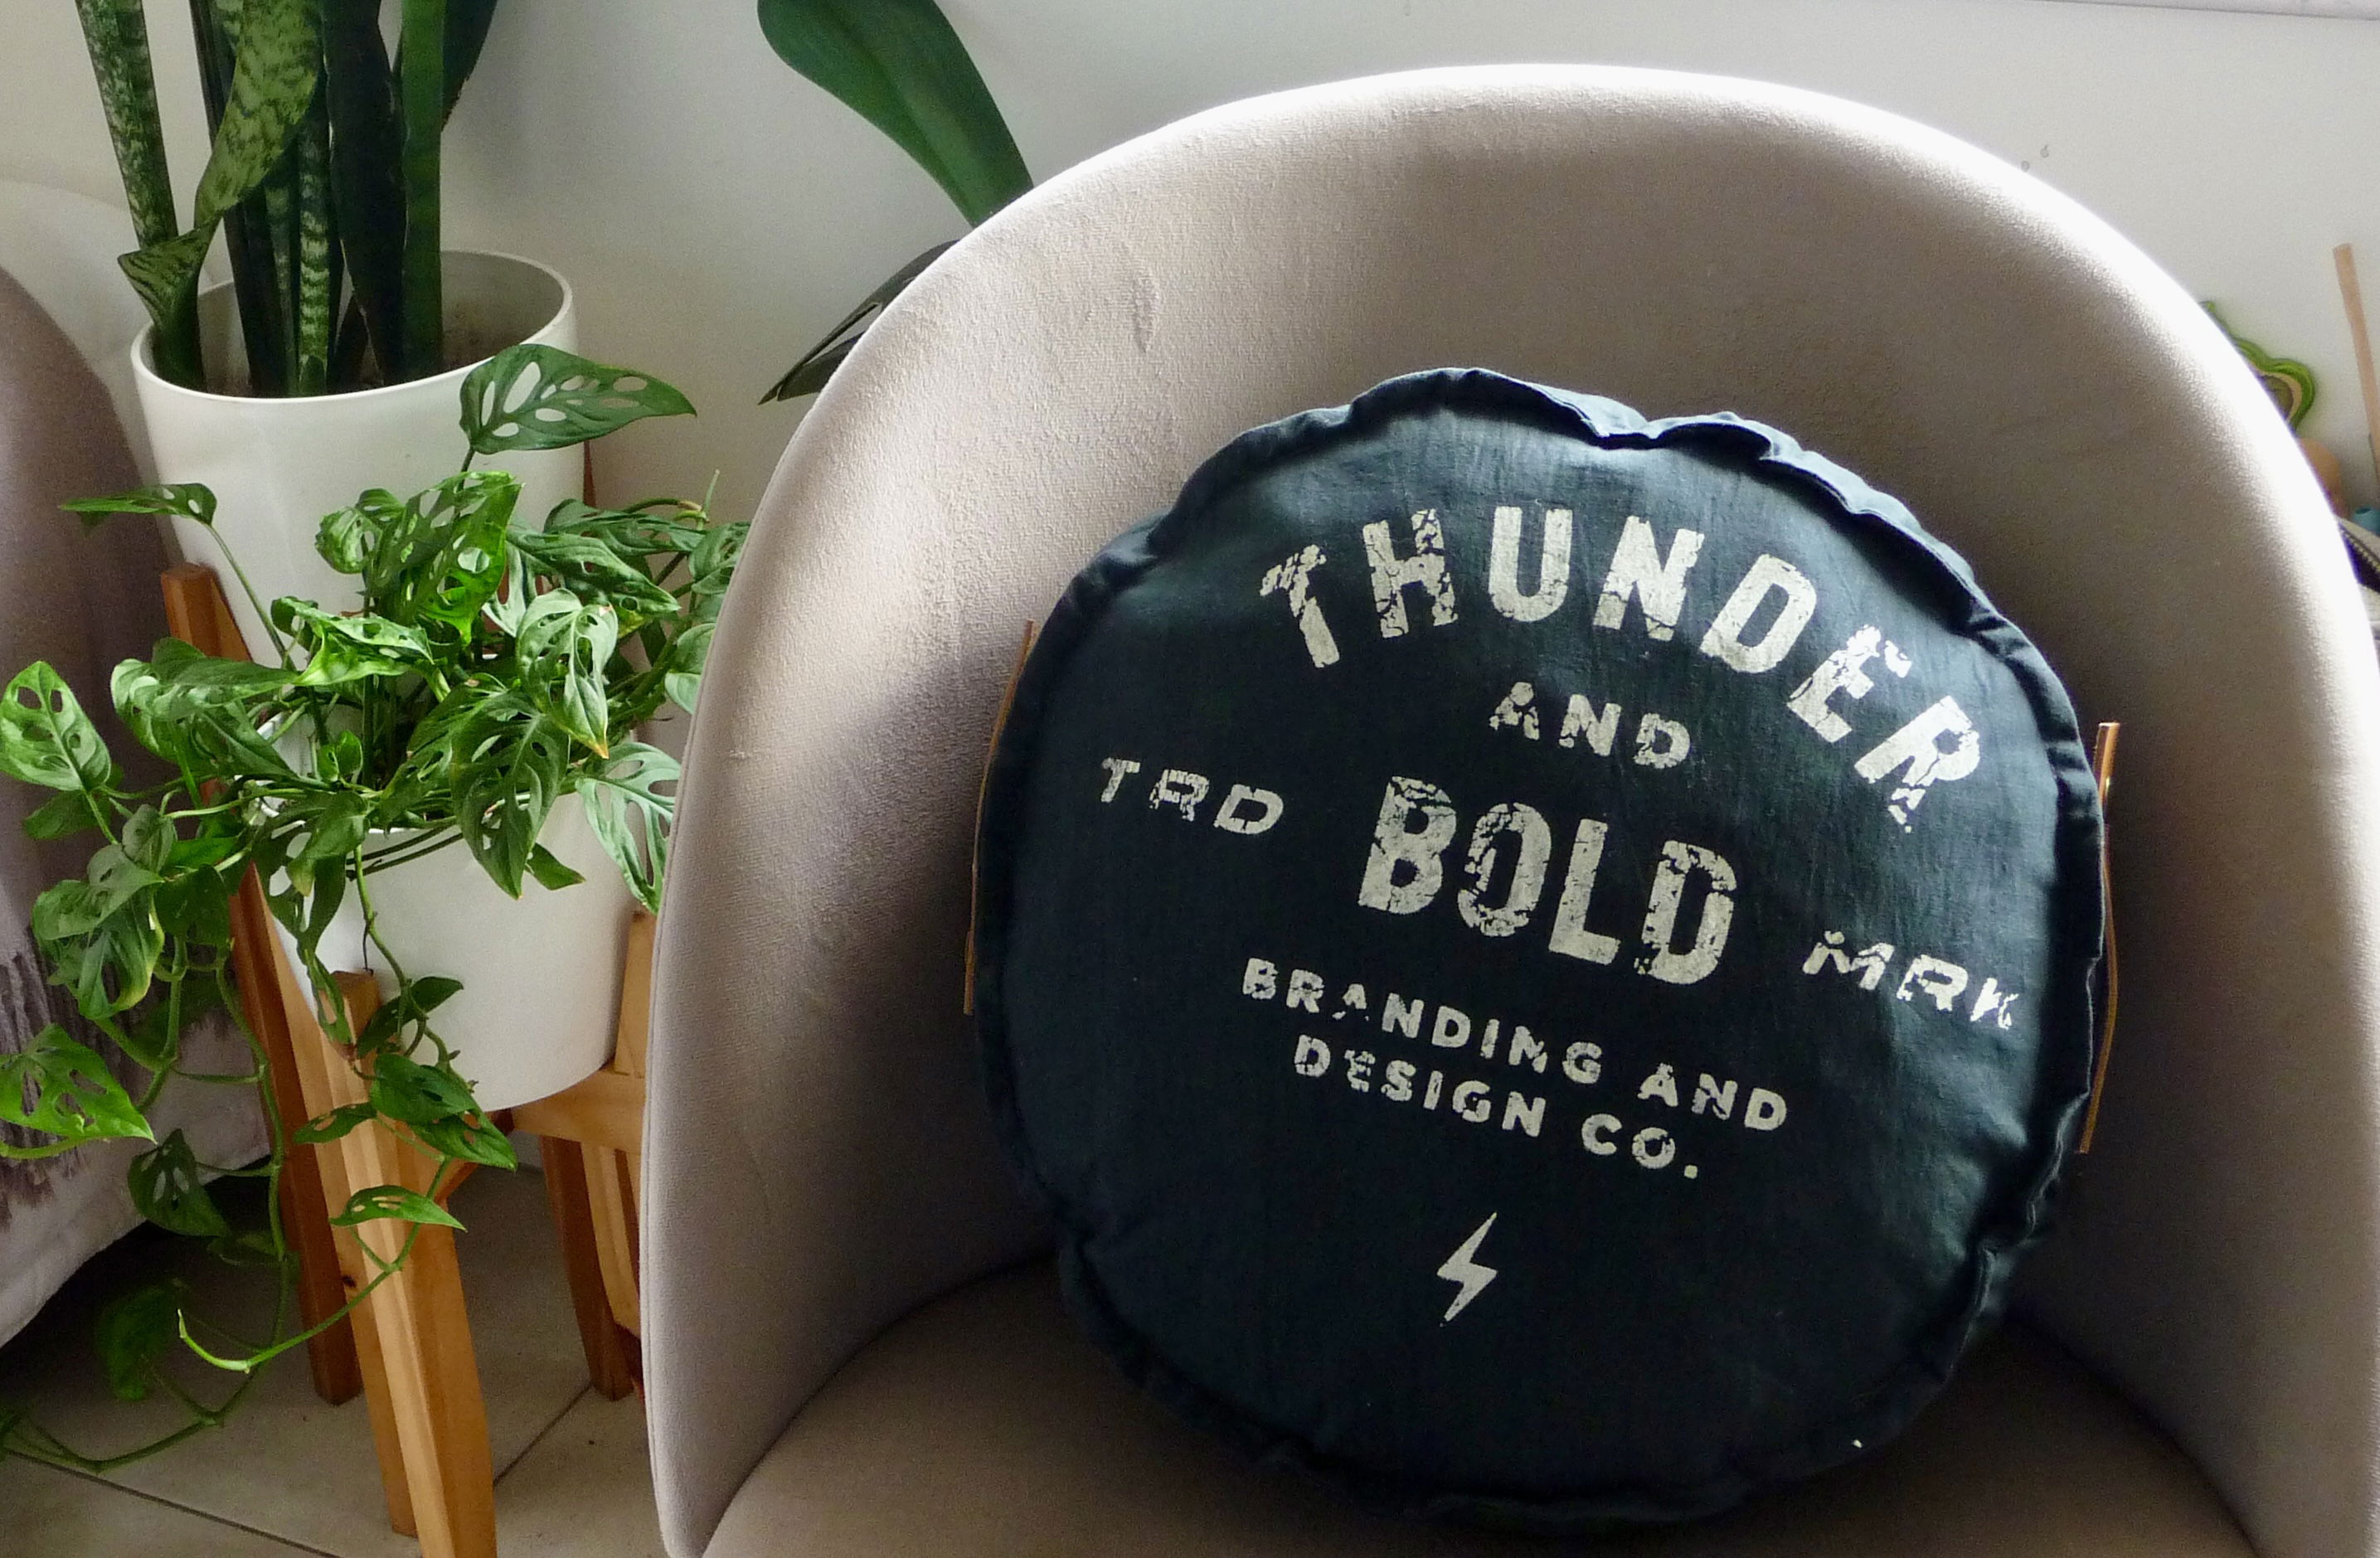 THUNDER
AND
TRD BOLD MRK
BRANDING AND
DESIGN CO.